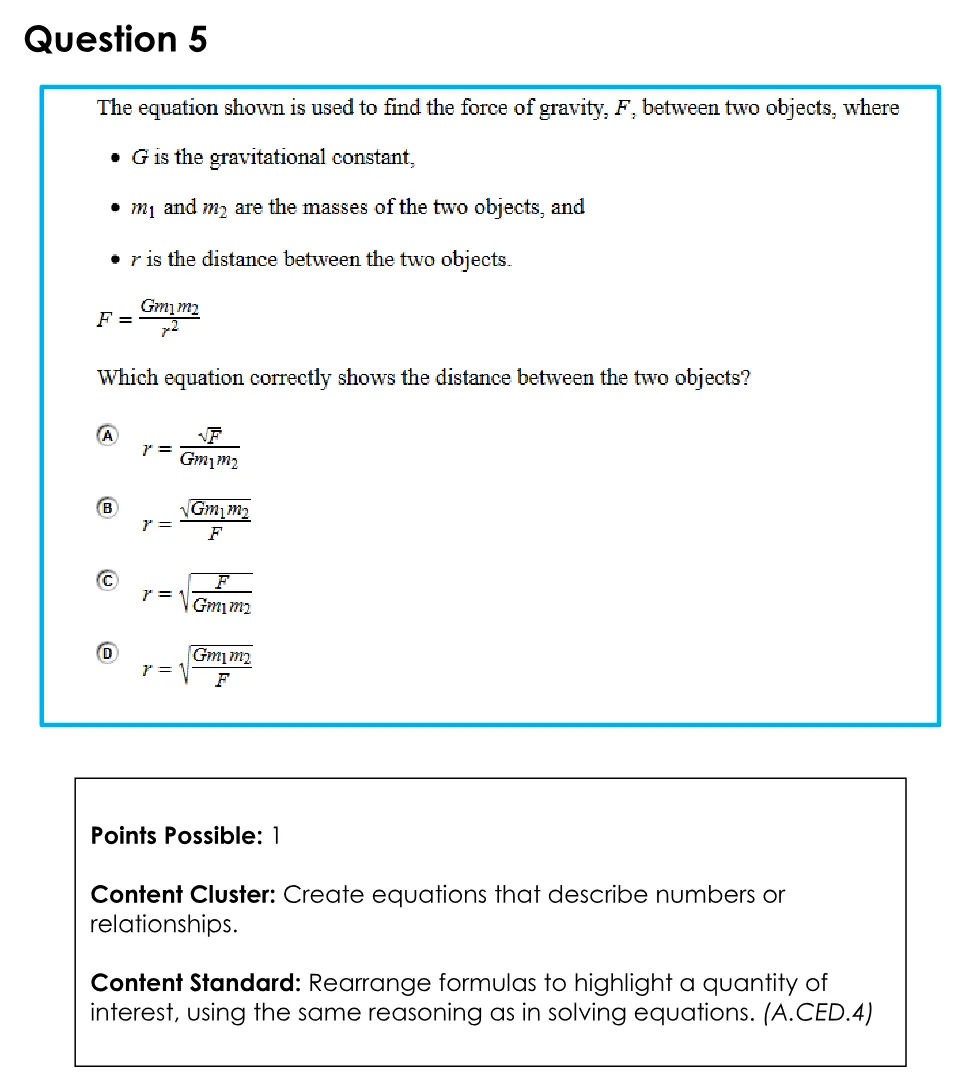 Question 5
The equation shown is used to find the force of gravity, F, between two objects, where
• G is the gravitational constant,
• m₁ and m₂ are the masses of the two objects, and
• r is the distance between the two objects.
F = Gm₁m₂/r²
Which equation correctly shows the distance between the two objects?
Ⓐ r = √F/Gm₁m₂
Ⓑ r = √(Gm₁m₂)/F
Ⓒ r = √(F/Gm₁m₂)
Ⓓ r = √(Gm₁m₂/F)
Points Possible: 1
Content Cluster: Create equations that describe numbers or
relationships.
Content Standard: Rearrange formulas to highlight a quantity of
interest, using the same reasoning as in solving equations. (A.CED.4)